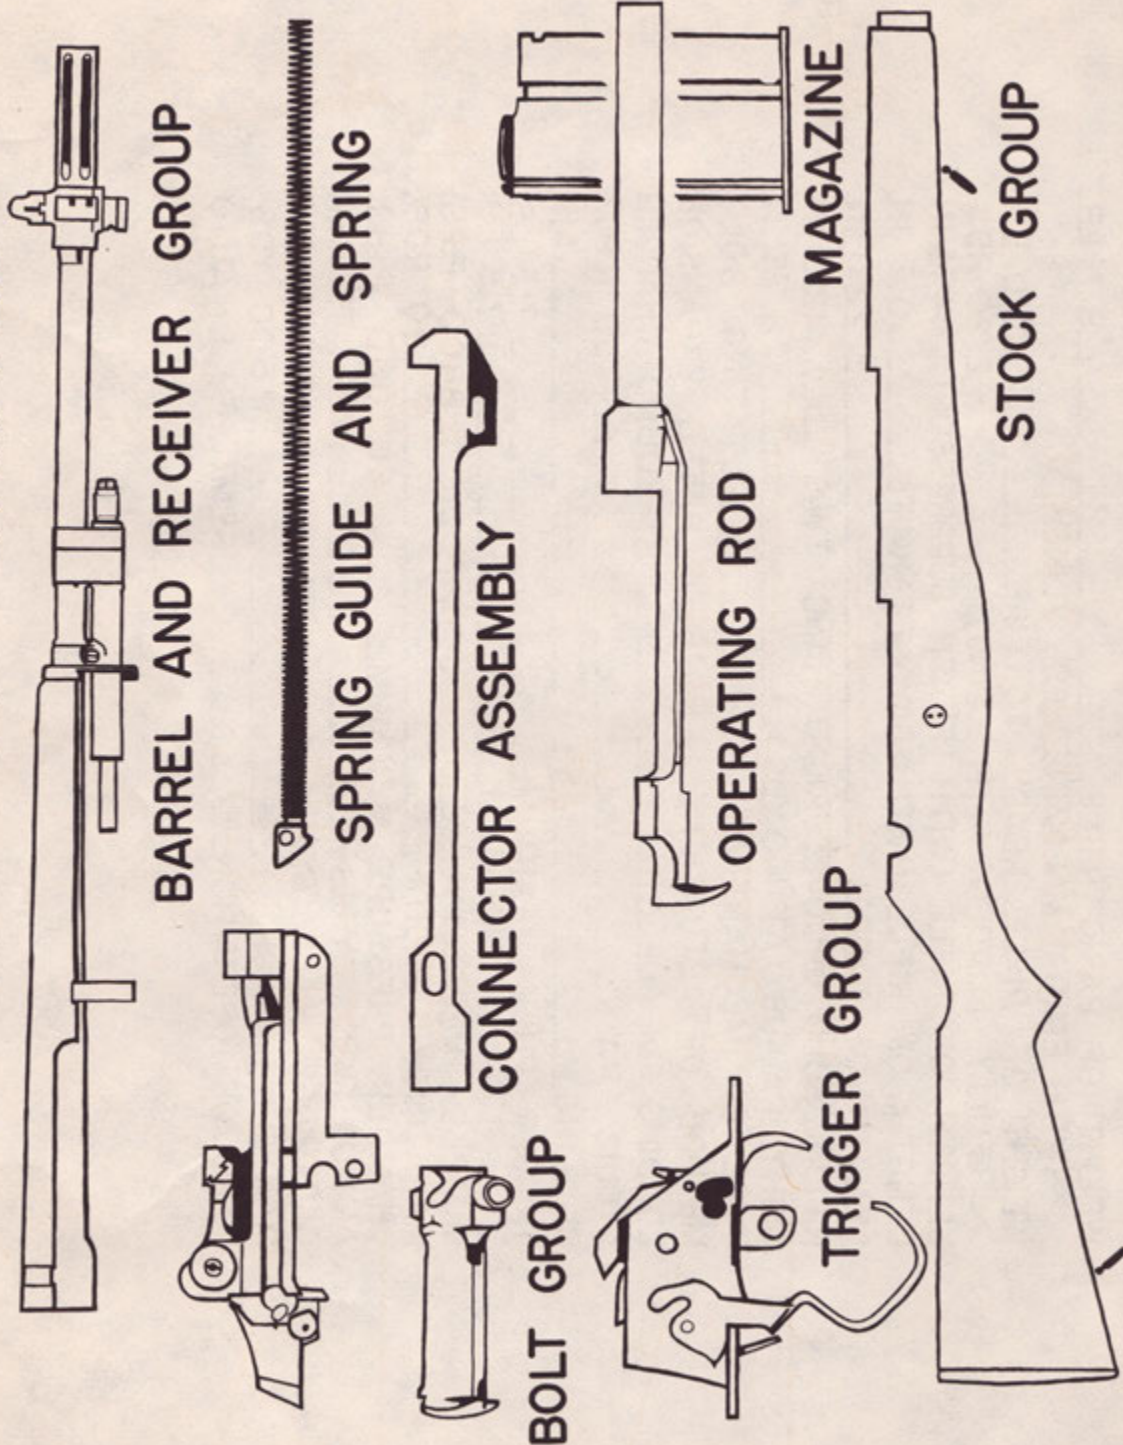 BARREL AND RECEIVER GROUP
SPRING GUIDE AND SPRING
CONNECTOR ASSEMBLY
BOLT GROUP
OPERATING ROD
MAGAZINE
TRIGGER GROUP
STOCK GROUP